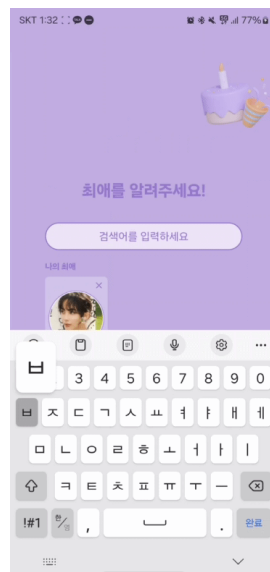 SKT 1:32
77%
최애를 알려주세요!
검색어를 입력하세요
나의 최애
ㅂ
3 4 5 6 7 8 9 0
ㅂ ㅈ ㄷ ㄱ ㅅ ㅛ ㅕ ㅑ ㅐ ㅔ
ㅁ ㄴ ㅇ ㄹ ㅎ ㅗ ㅓ ㅏ ㅣ
ㅋ ㅌ ㅊ ㅍ ㅠ ㅜ ㅡ
!#1 한/영 , . 완료